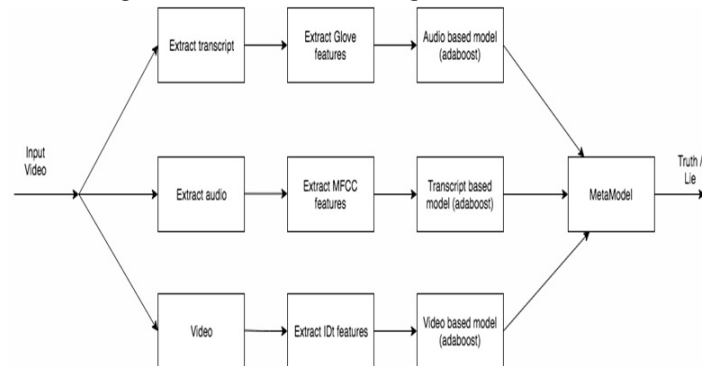 Extract transcript
Extract Glove
features
Audio based model
(adaboost)
Input
Video
Extract audio
Extract MFCC
features
Transcript based
model (adaboost)
MetaModel
Truth /
Lie
Video
Extract IDt features
Video based model
(adaboost)